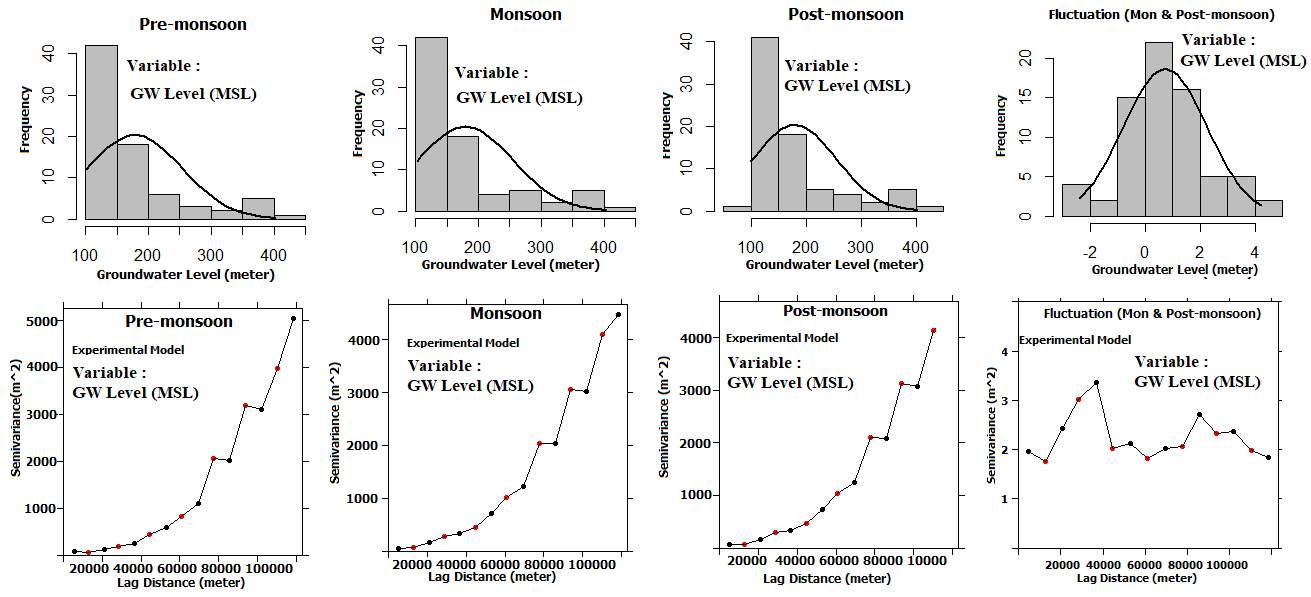 Pre-monsoon
Variable :
GW Level (MSL)
Frequency
0
10
20
30
40
100 200 300 400
Groundwater Level (meter)
Monsoon
Variable :
GW Level (MSL)
Frequency
0
10
20
30
40
100 200 300 400
Groundwater Level (meter)
Post-monsoon
Variable :
GW Level (MSL)
Frequency
0
10
20
30
40
100 200 300 400
Groundwater Level (meter)
Fluctuation (Mon & Post-monsoon)
Variable :
GW Level (MSL)
Frequency
0
5
10
15
20
-2 0 2 4
Groundwater Level (meter)
Pre-monsoon
Experimental Model
Variable :
GW Level (MSL)
Semivariance(m^2)
5000
4000
3000
2000
1000
20000 40000 60000 80000 100000
Lag Distance (meter)
Monsoon
Experimental Model
Variable :
GW Level (MSL)
Semivariance (m^2)
4000
3000
2000
1000
20000 40000 60000 80000 100000
Lag Distance (meter)
Post-monsoon
Experimental Model
Variable :
GW Level (MSL)
Semivariance (m^2)
4000
3000
2000
1000
20000 40000 60000 80000 10000
Lag Distance (meter)
Fluctuation (Mon & Post-monsoon)
Experimental Model
Variable :
GW Level (MSL)
Semivariance (m^2)
4
3
2
1
20000 40000 60000 80000 100000
Lag Distance (meter)